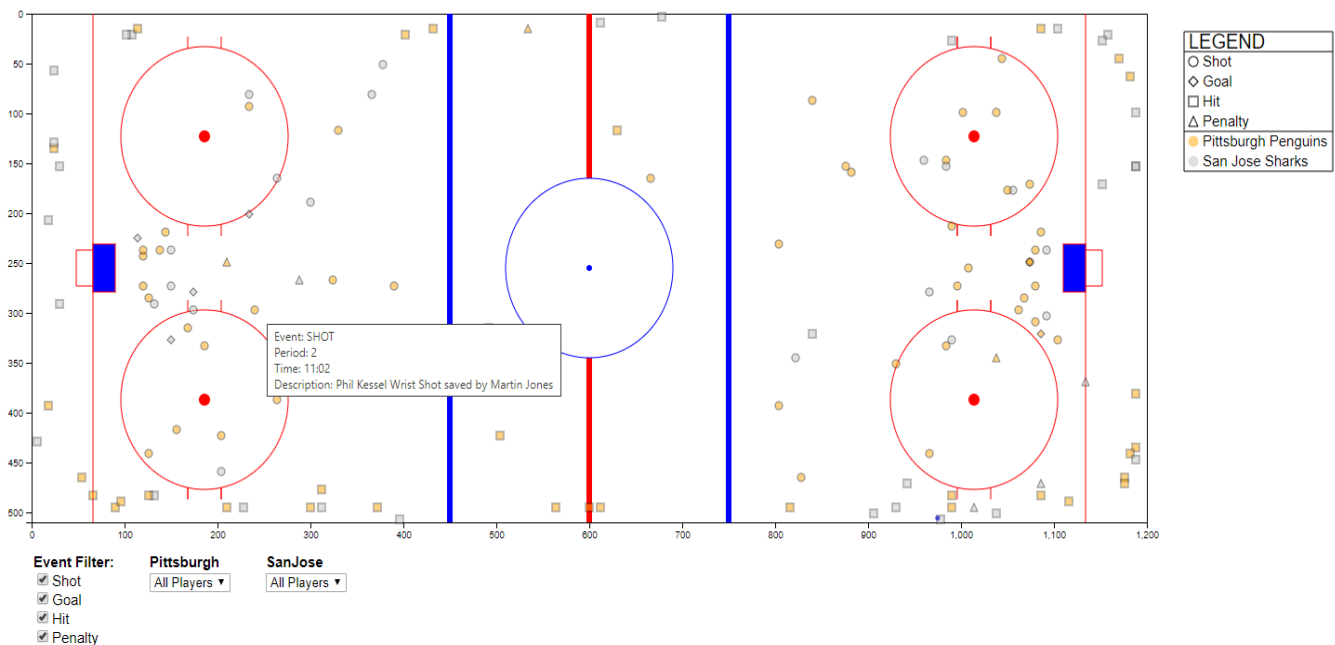 0
50
100
150
200
250
300
350
400
450
500
100
200
300
400
500
600
700
800
900
1,000
1,100
1,200
LEGEND
Shot
Goal
Hit
Penalty
Pittsburgh Penguins
San Jose Sharks
Event: SHOT
Period: 2
Time: 11:02
Description: Phil Kessel Wrist Shot saved by Martin Jones
Event Filter:
Shot
Goal
Hit
Penalty
Pittsburgh
All Players
SanJose
All Players